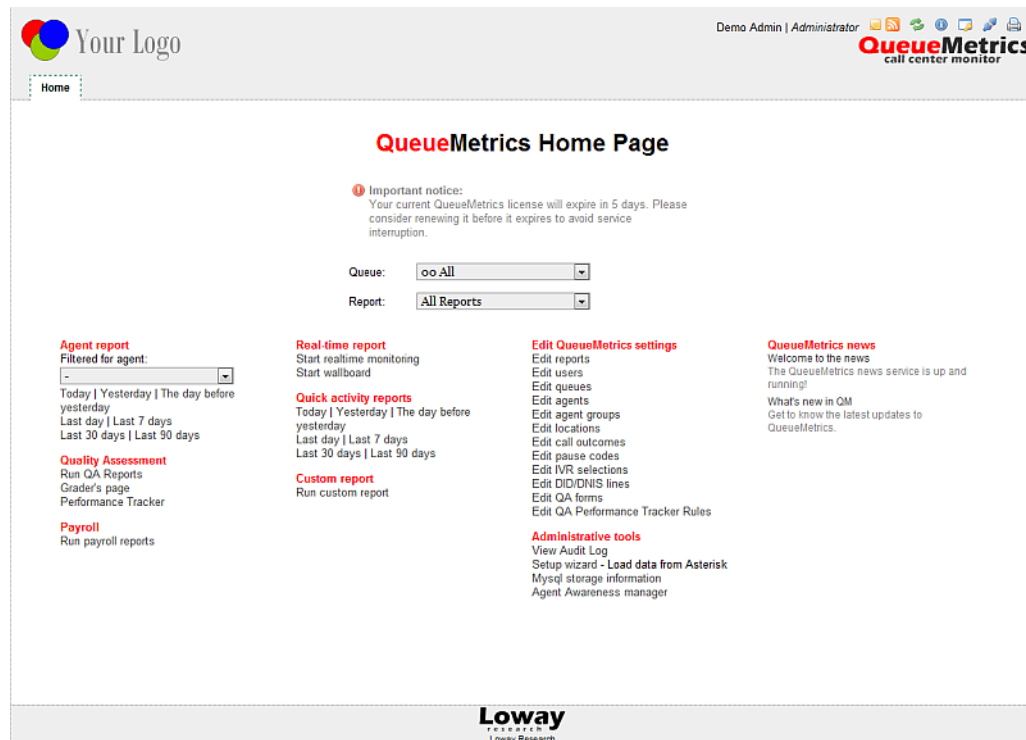 Your Logo
Demo Admin | Administrator
QueueMetrics
call center monitor
Home
QueueMetrics Home Page
Important notice:
Your current QueueMetrics license will expire in 5 days. Please
consider renewing it before it expires to avoid service
interruption.
Queue: 00 All
Report: All Reports
Agent report
Filtered for agent:
-
Today | Yesterday | The day before
yesterday
Last day | Last 7 days
Last 30 days | Last 90 days
Quality Assessment
Run QA Reports
Grader's page
Performance Tracker
Payroll
Run payroll reports
Real-time report
Start realtime monitoring
Start wallboard
Quick activity reports
Today | Yesterday | The day before
yesterday
Last day | Last 7 days
Last 30 days | Last 90 days
Custom report
Run custom report
Edit QueueMetrics settings
Edit reports
Edit users
Edit queues
Edit agents
Edit agent groups
Edit locations
Edit call outcomes
Edit pause codes
Edit IVR selections
Edit DID/DNIS lines
Edit QA forms
Edit QA Performance Tracker Rules
Administrative tools
View Audit Log
Setup wizard - Load data from Asterisk
Mysql storage information
Agent Awareness manager
QueueMetrics news
Welcome to the news
The QueueMetrics news service is up and
running!
What's new in QM
Get to know the latest updates to
QueueMetrics.
Loway
research
Loway Research